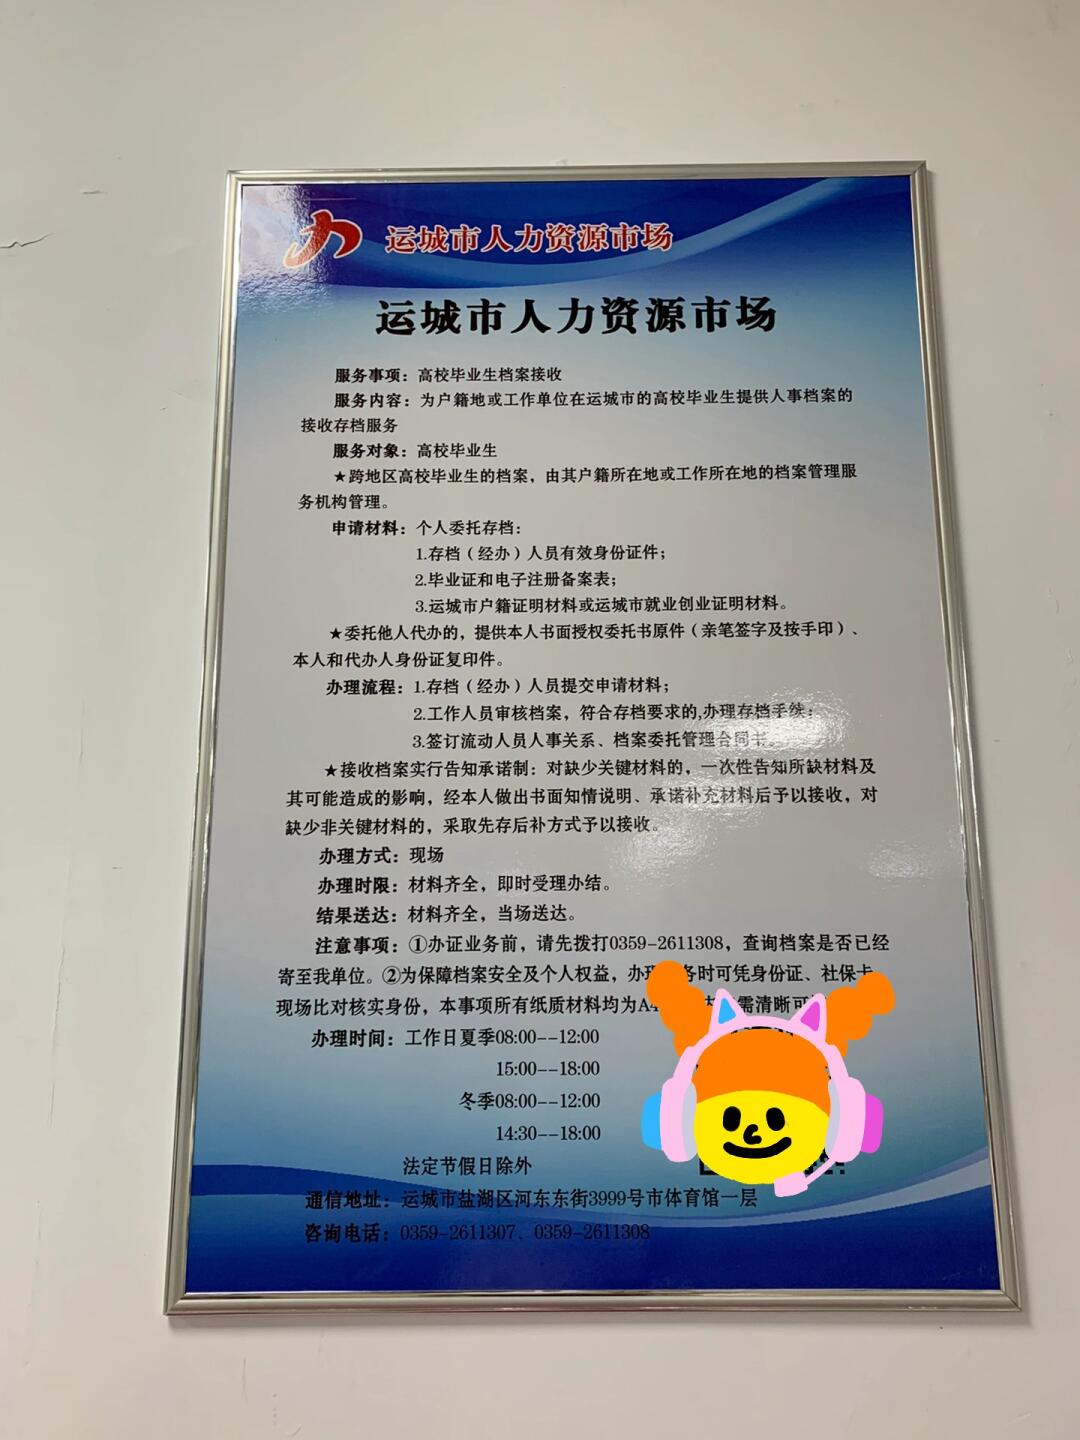 运城市人力资源市场
运城市人力资源市场
服务事项：高校毕业生档案接收
服务内容：为户籍地或工作单位在运城市的高校毕业生提供人事档案的
接收存档服务
服务对象：高校毕业生
★跨地区高校毕业生的档案，由其户籍所在地或工作所在地的档案管理服
务机构管理。
申请材料：个人委托存档：
1.存档（经办）人员有效身份证件；
2.毕业证和电子注册备案表；
3.运城市户籍证明材料或运城市就业创业证明材料。
★委托他人代办的，提供本人书面授权委托书原件（亲笔签字及按手印）、
本人和代办人身份证复印件。
办理流程：1.存档（经办）人员提交申请材料；
2.工作人员审核档案，符合存档要求的,办理存档手续；
3.签订流动人员人事关系、档案委托管理合同书。
★接收档案实行告知承诺制：对缺少关键材料的，一次性告知所缺材料及
其可能造成的影响，经本人做出书面知情说明、承诺补充材料后予以接收，对
缺少非关键材料的，采取先存后补方式予以接收。
办理方式：现场
办理时限：材料齐全，即时受理办结。
结果送达：材料齐全，当场送达。
注意事项：①办证业务前，请先拨打0359-2611308，查询档案是否已经
寄至我单位。②为保障档案安全及个人权益，办理 务时可凭身份证、社保卡
现场比对核实身份，本事项所有纸质材料均为A4 需清晰可
办理时间：工作日夏季08:00--12:00
15:00--18:00
冬季08:00--12:00
14:30--18:00
法定节假日除外
通信地址：运城市盐湖区河东东街3999号市体育馆一层
咨询电话：0359-2611307、0359-2611308